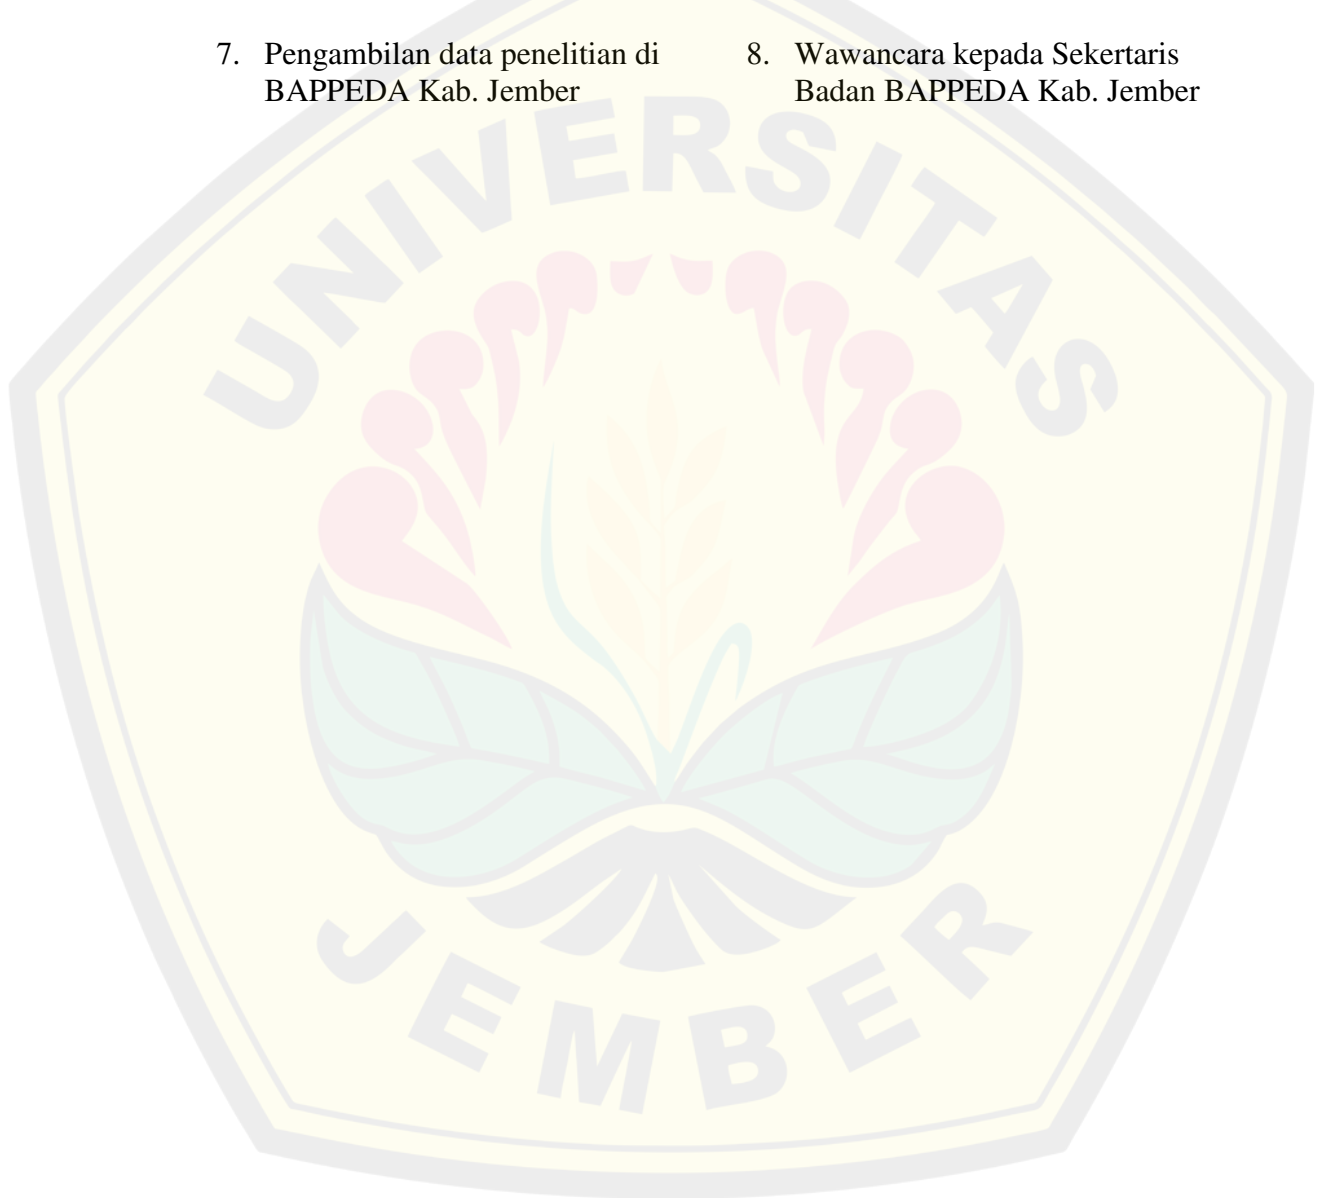 7. Pengambilan data penelitian di
BAPPEDA Kab. Jember
8. Wawancara kepada Sekertaris
Badan BAPPEDA Kab. Jember
UNIVERSITAS
JEMBER